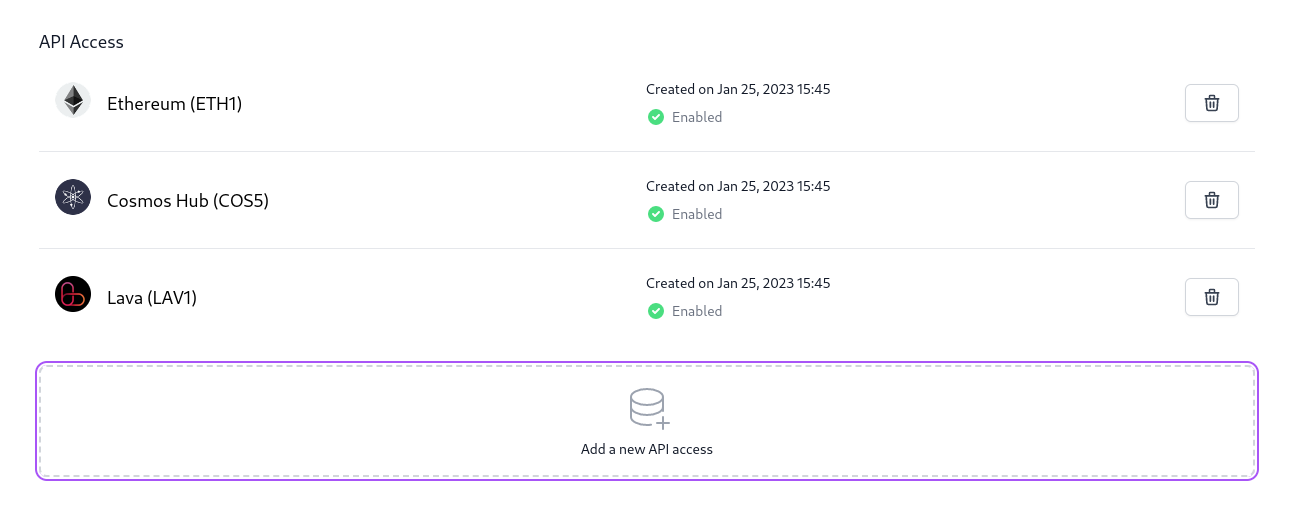 API Access
Ethereum (ETH1)
Created on Jan 25, 2023 15:45
Enabled
Cosmos Hub (COS5)
Created on Jan 25, 2023 15:45
Enabled
Lava (LAV1)
Created on Jan 25, 2023 15:45
Enabled
Add a new API access